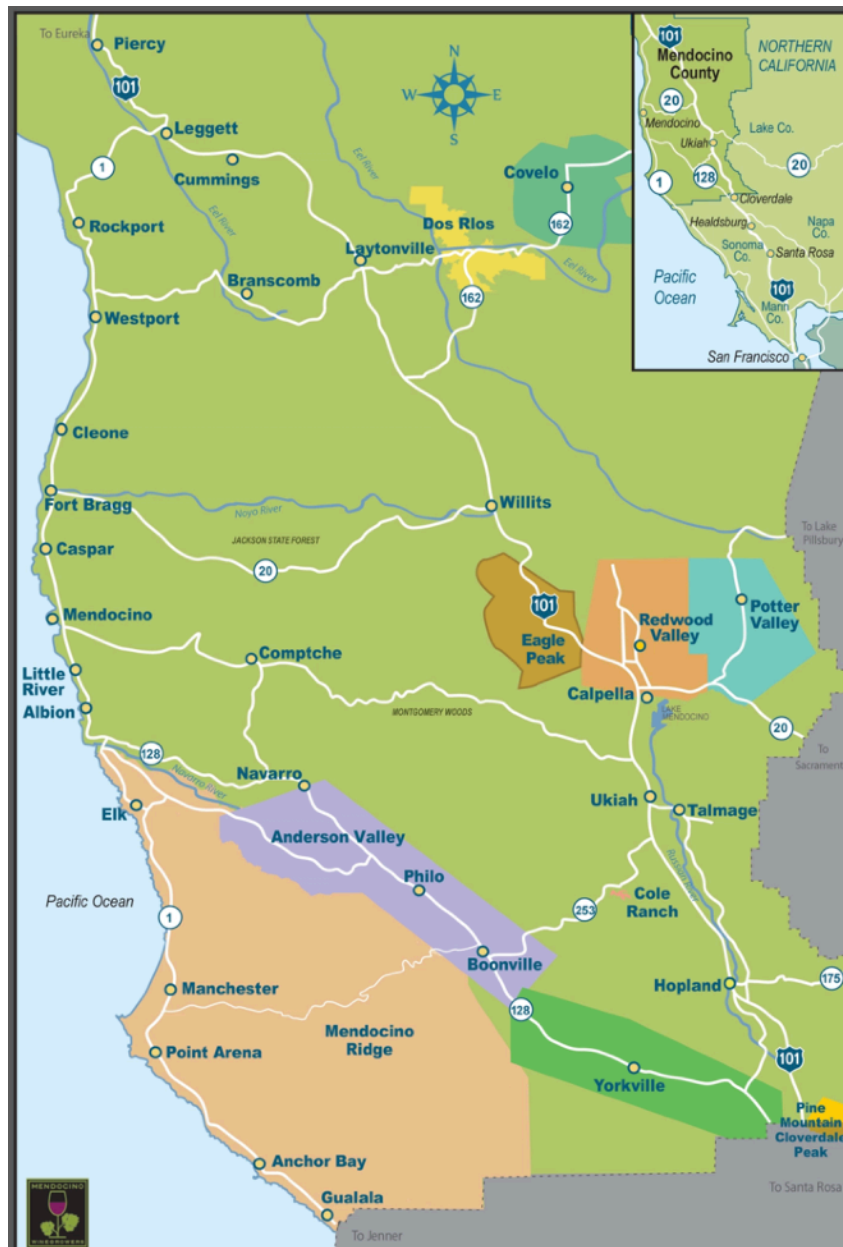 To Eureka
Piercy
101
Leggett
1
Cummings
Rockport
Eel River
Eel River
N
W
E
S
Covelo
Dos RIos
162
Laytonville
Eel River
Branscomb
162
Westport
101
Mendocino
County
NORTHERN
CALIFORNIA
20
Mendocino
Lake Co.
Ukiah
20
1
128
Cloverdale
Healdsburg
Napa
Co.
Sonoma
Co.
Santa Rosa
Pacific
Ocean
101
Marin
Co.
San Francisco
Cleone
Fort Bragg
Noyo River
Willits
JACKSON STATE FOREST
Caspar
20
To Lake
Pillsbury
101
Eagle
Peak
Redwood
Valley
Potter
Valley
Mendocino
Comptche
Little
River
Albion
Calpella
MONTGOMERY WOODS
LAKE
MENDOCINO
20
To
Sacrament
128
Navarro River
Navarro
Elk
Ukiah
Talmage
Anderson Valley
Philo
Russian River
Pacific Ocean
1
253
Cole
Ranch
Boonville
Manchester
128
Hopland
175
Mendocino
Ridge
Point Arena
Yorkville
101
Pine
Mountain
Cloverdale
Peak
Anchor Bay
Gualala
To Santa Rosa
To Jenner
MENDOCINO
WINEGROWERS